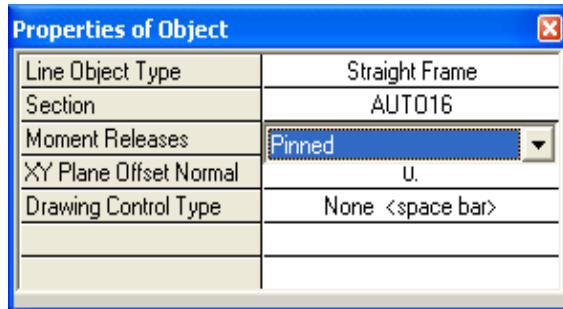 Properties of Object
Line Object Type Straight Frame
Section AUTO16
Moment Releases Pinned
XY Plane Offset Normal 0.
Drawing Control Type None <space bar>